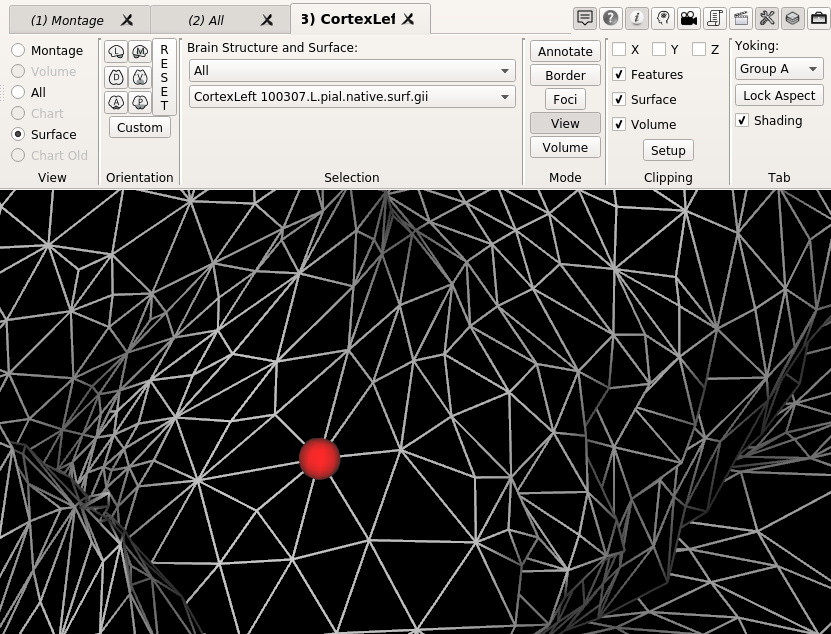 (1) Montage
(2) All
3) CortexLef
Montage
Volume
All
Chart
Surface
Chart Old
View
L M
D V
A P
RESET
Custom
Orientation
Brain Structure and Surface:
All
CortexLeft 100307.L.pial.native.surf.gii
Selection
Annotate
Border
Foci
View
Volume
Mode
X Y Z
Features
Surface
Volume
Setup
Clipping
Yoking:
Group A
Lock Aspect
Shading
Tab